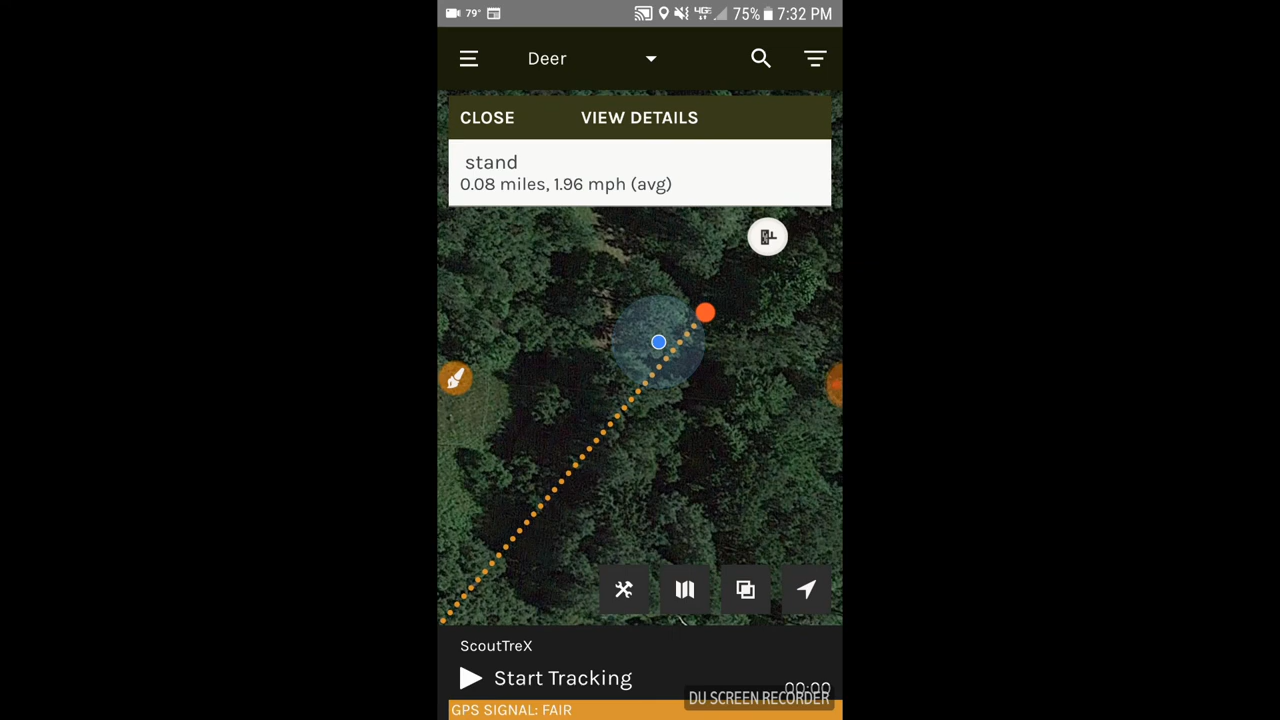 79° 4G 75% 7:32 PM
Deer
CLOSE VIEW DETAILS
stand
0.08 miles, 1.96 mph (avg)
ScoutTreX
Start Tracking
00:00
DU SCREEN RECORDER
GPS SIGNAL: FAIR